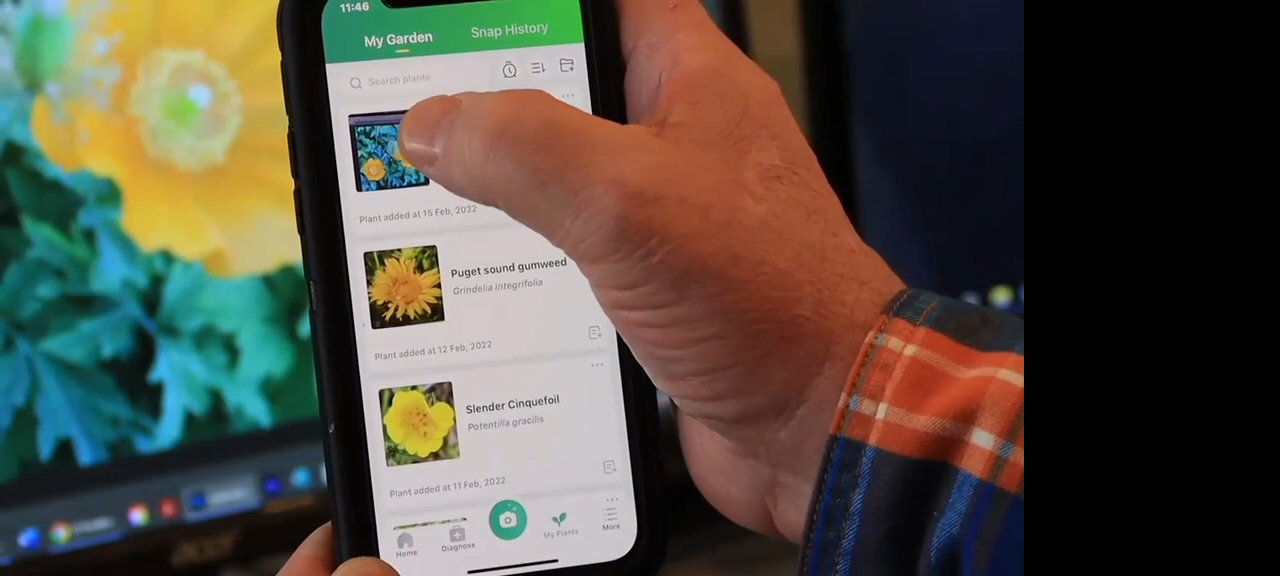 11:46
My Garden
Snap History
Search plants
Plant added at 15 Feb, 2022
Puget sound gumweed
Grindelia integrifolia
Plant added at 12 Feb, 2022
Slender Cinquefoil
Potentilla gracilis
Plant added at 11 Feb, 2022
Home
Diagnose
My Plants
More
acer